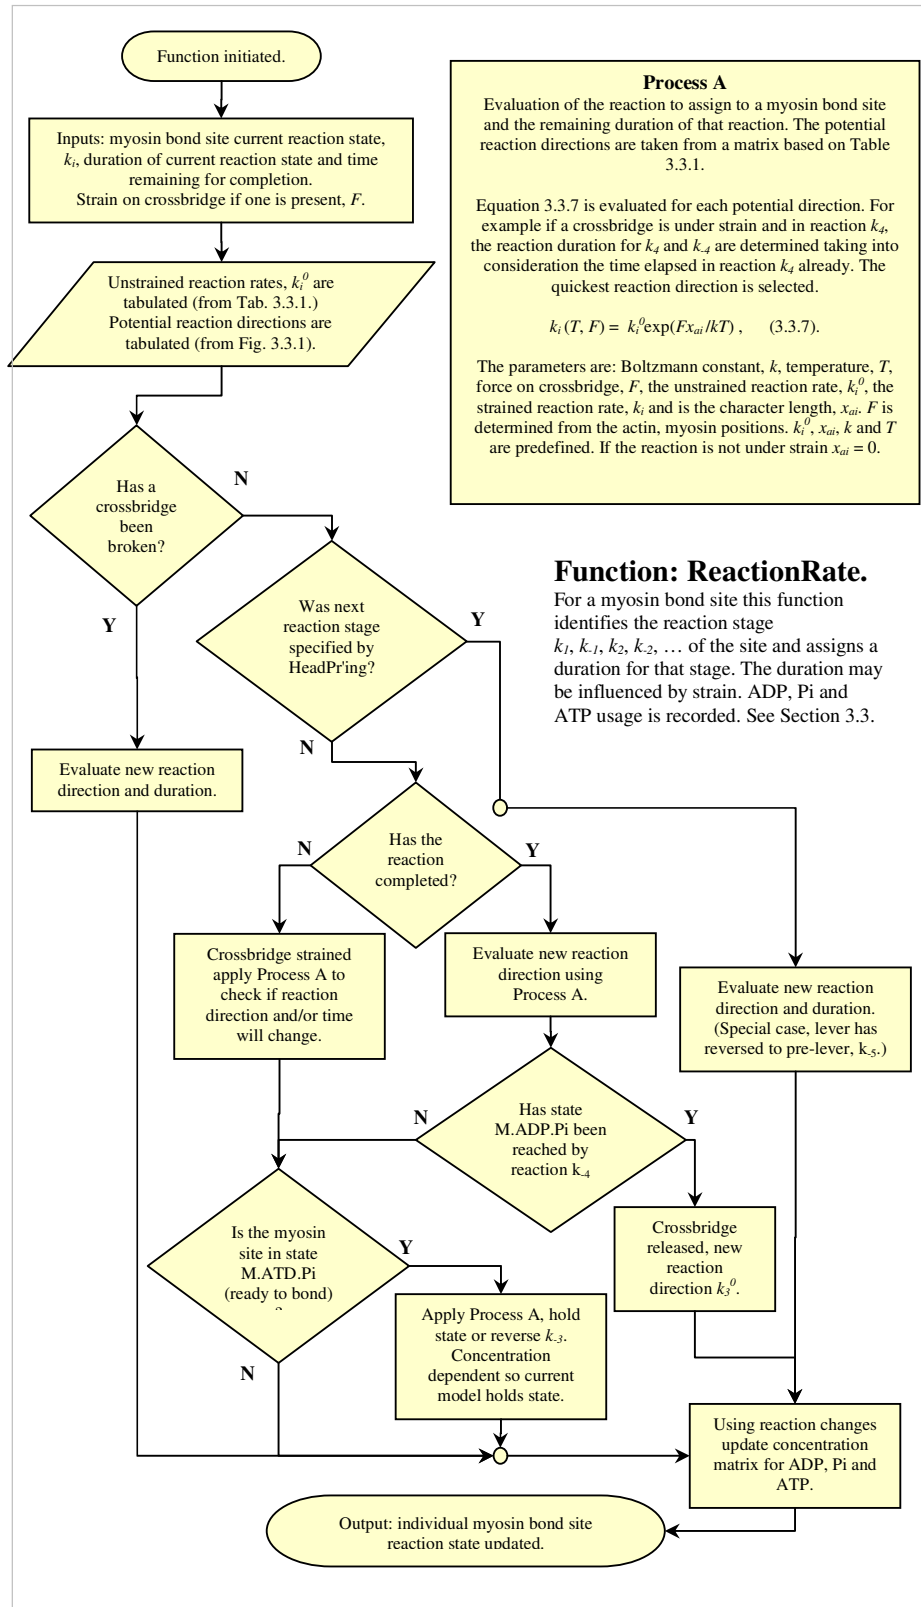 Function initiated.
Inputs: myosin bond site current reaction state,
kᵢ, duration of current reaction state and time
remaining for completion.
Strain on crossbridge if one is present, F.
Unstrained reaction rates, kᵢ⁰ are
tabulated (from Tab. 3.3.1.)
Potential reaction directions are
tabulated (from Fig. 3.3.1).
Process A
Evaluation of the reaction to assign to a myosin bond site
and the remaining duration of that reaction. The potential
reaction directions are taken from a matrix based on Table
3.3.1.
Equation 3.3.7 is evaluated for each potential direction. For
example if a crossbridge is under strain and in reaction k₄,
the reaction duration for k₄ and k₋₄ are determined taking into
consideration the time elapsed in reaction k₄ already. The
quickest reaction direction is selected.
kᵢ (T, F) = kᵢ⁰exp(Fxₐᵢ/kT) , (3.3.7).
The parameters are: Boltzmann constant, k, temperature, T,
force on crossbridge, F, the unstrained reaction rate, kᵢ⁰, the
strained reaction rate, kᵢ and is the character length, xₐᵢ. F is
determined from the actin, myosin positions. kᵢ⁰, xₐᵢ, k and T
are predefined. If the reaction is not under strain xₐᵢ = 0.
Has a
crossbridge
been
broken?
N
Y
Was next
reaction stage
specified by
HeadPr'ing?
Y
N
Function: ReactionRate.
For a myosin bond site this function
identifies the reaction stage
k₁, k₋₁, k₂, k₋₂, … of the site and assigns a
duration for that stage. The duration may
be influenced by strain. ADP, Pi and
ATP usage is recorded. See Section 3.3.
Evaluate new reaction
direction and duration.
Has the
reaction
completed?
N
Y
Crossbridge strained
apply Process A to
check if reaction
direction and/or time
will change.
Evaluate new reaction
direction using
Process A.
Evaluate new reaction
direction and duration.
(Special case, lever has
reversed to pre-lever, k₋₅.)
Has state
M.ADP.Pi been
reached by
reaction k₋₄
N
Y
Crossbridge
released, new
reaction
direction k₃⁰.
Is the myosin
site in state
M.ATD.Pi
(ready to bond)
?
Y
N
Apply Process A, hold
state or reverse k₋₃.
Concentration
dependent so current
model holds state.
Using reaction changes
update concentration
matrix for ADP, Pi and
ATP.
Output: individual myosin bond site
reaction state updated.